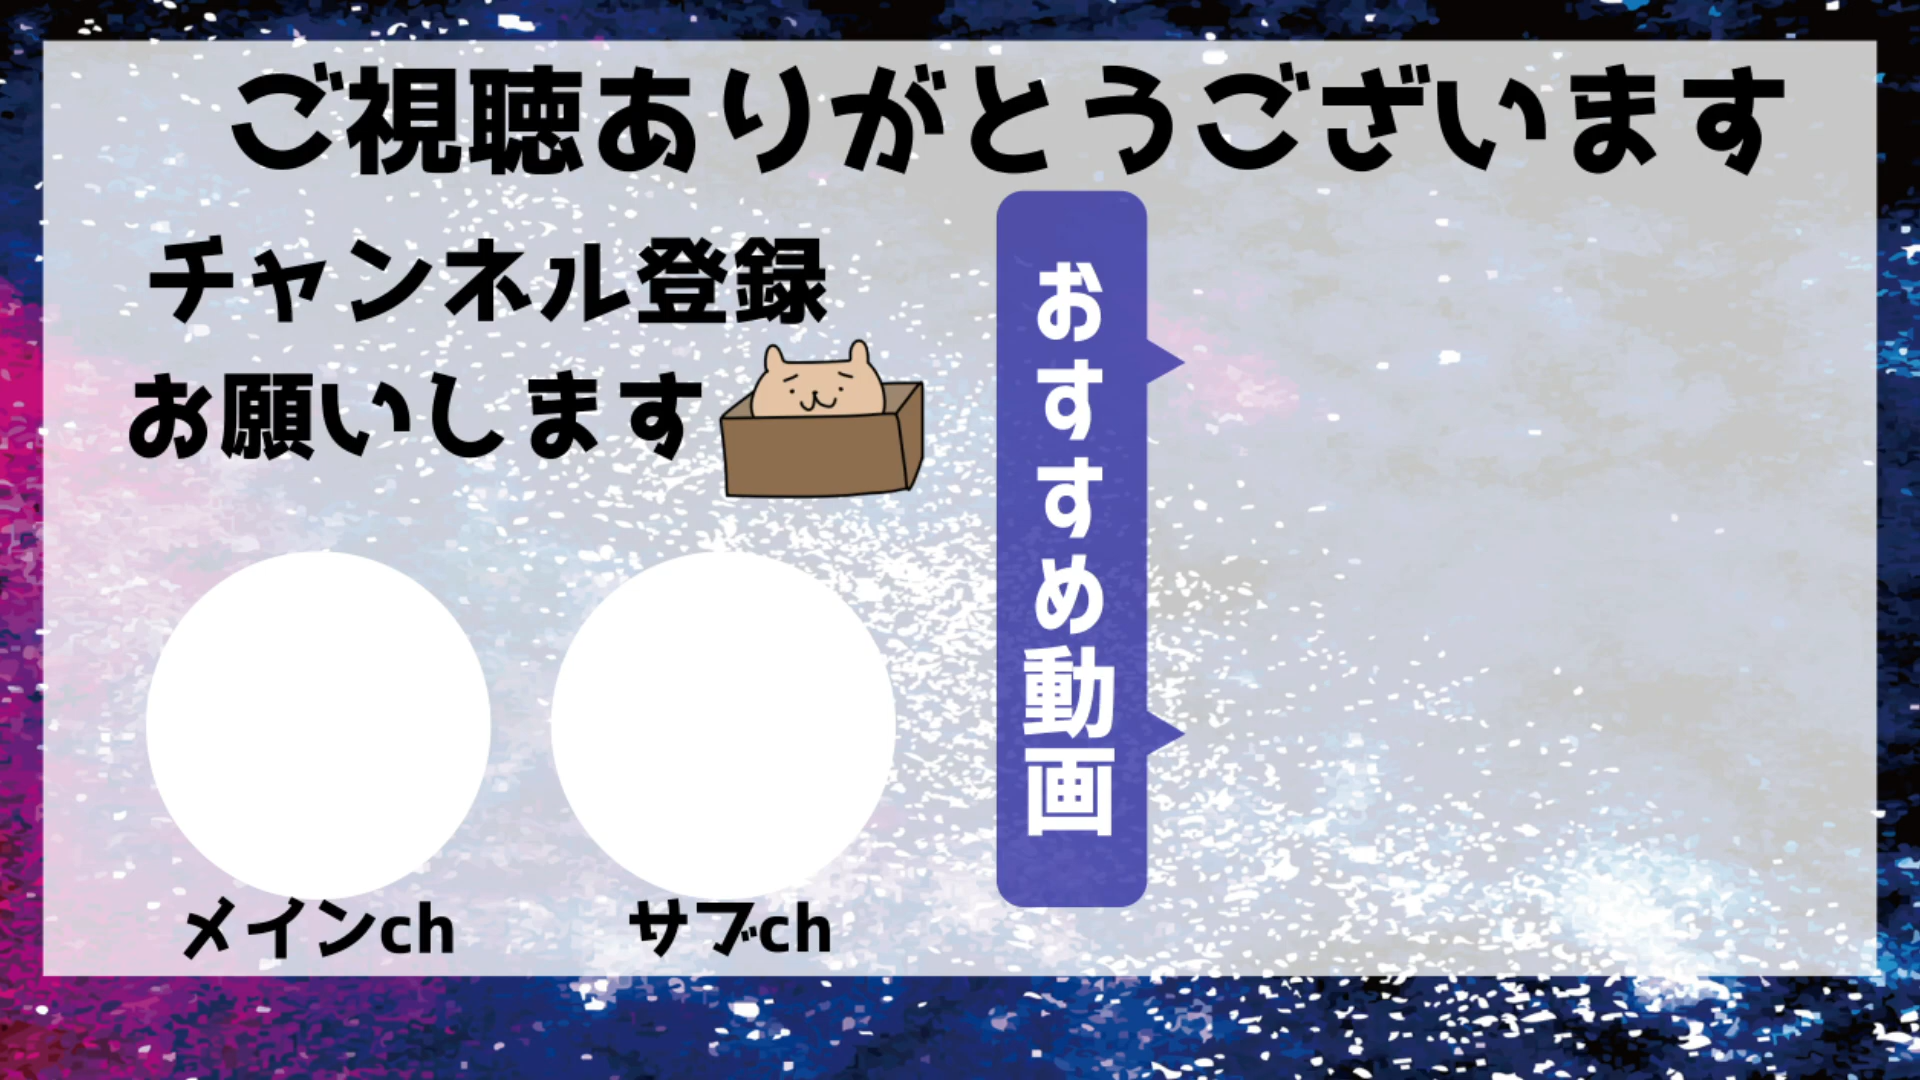 ご視聴ありがとうございます
チャンネル登録
お願いします
おすすめ動画
メインch
サブch